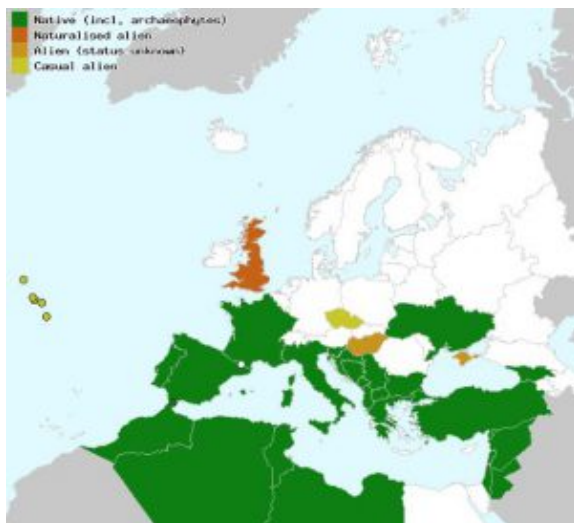 Native (incl. archaeophytes)
Naturalised alien
Alien (status unknown)
Casual alien